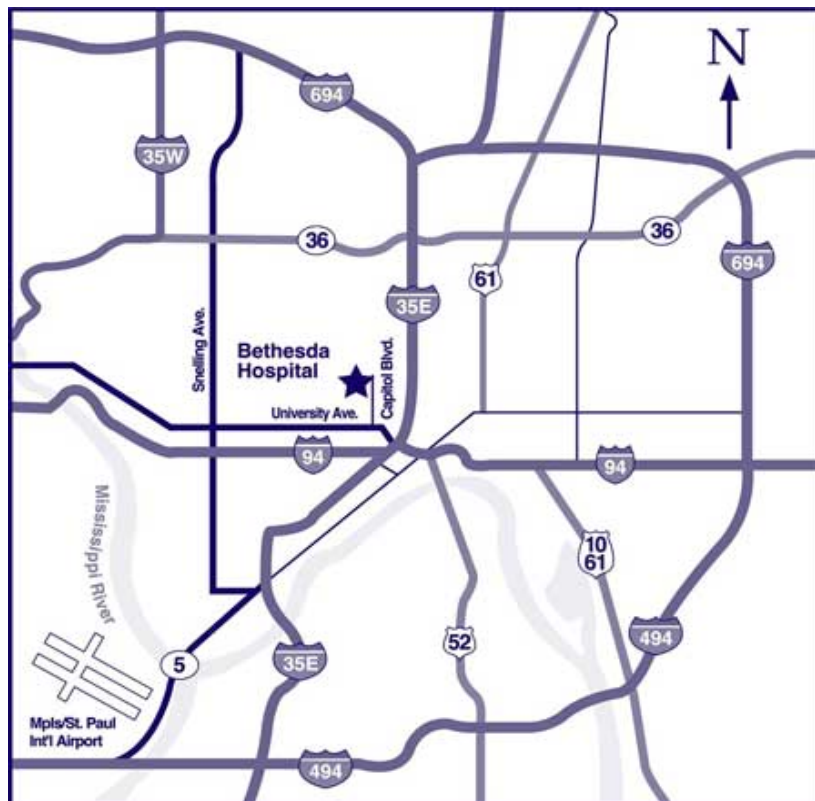 N
694
35W
36
36
694
61
35E
Snelling Ave.
Bethesda
Hospital
Capitol Blvd.
University Ave.
94
94
Mississippi River
10
61
52
494
5
35E
Mpls/St. Paul
Int'l Airport
494